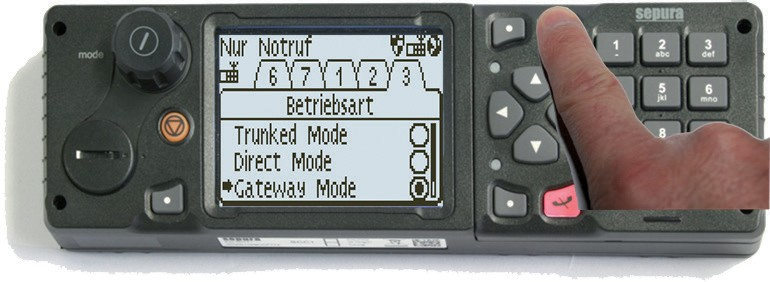 sepura
mode
Nur Notruf
6 7 1 2 3
Betriebsart
Trunked Mode
Direct Mode
Gateway Mode
1
2 abc
3 def
5 jkl
6 mno
8
sepura